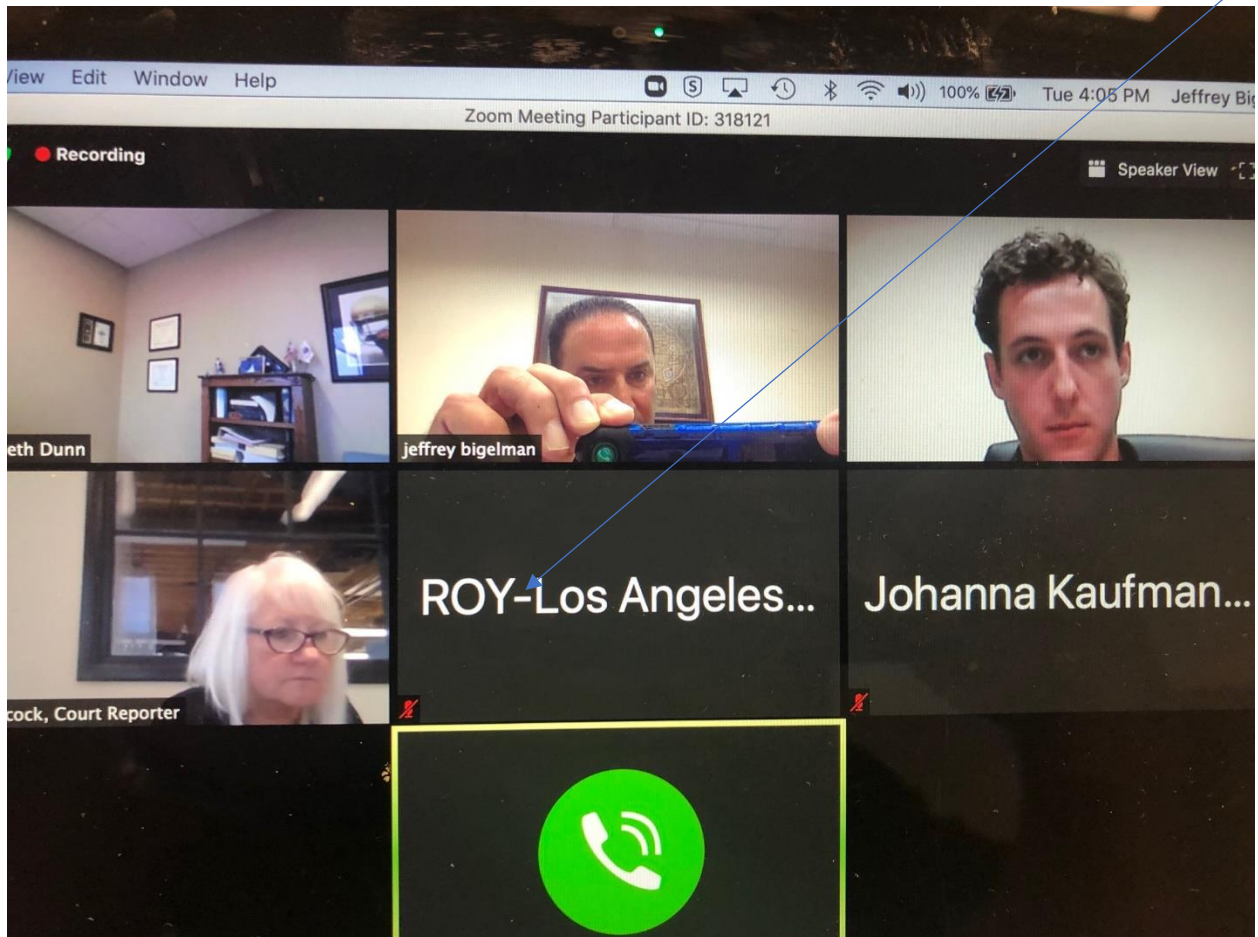 View Edit Window Help
S 100% Tue 4:05 PM Jeffrey Big
Zoom Meeting Participant ID: 318121
Recording
Speaker View
eth Dunn
jeffrey bigelman
cock, Court Reporter
ROY-Los Angeles...
Johanna Kaufman...